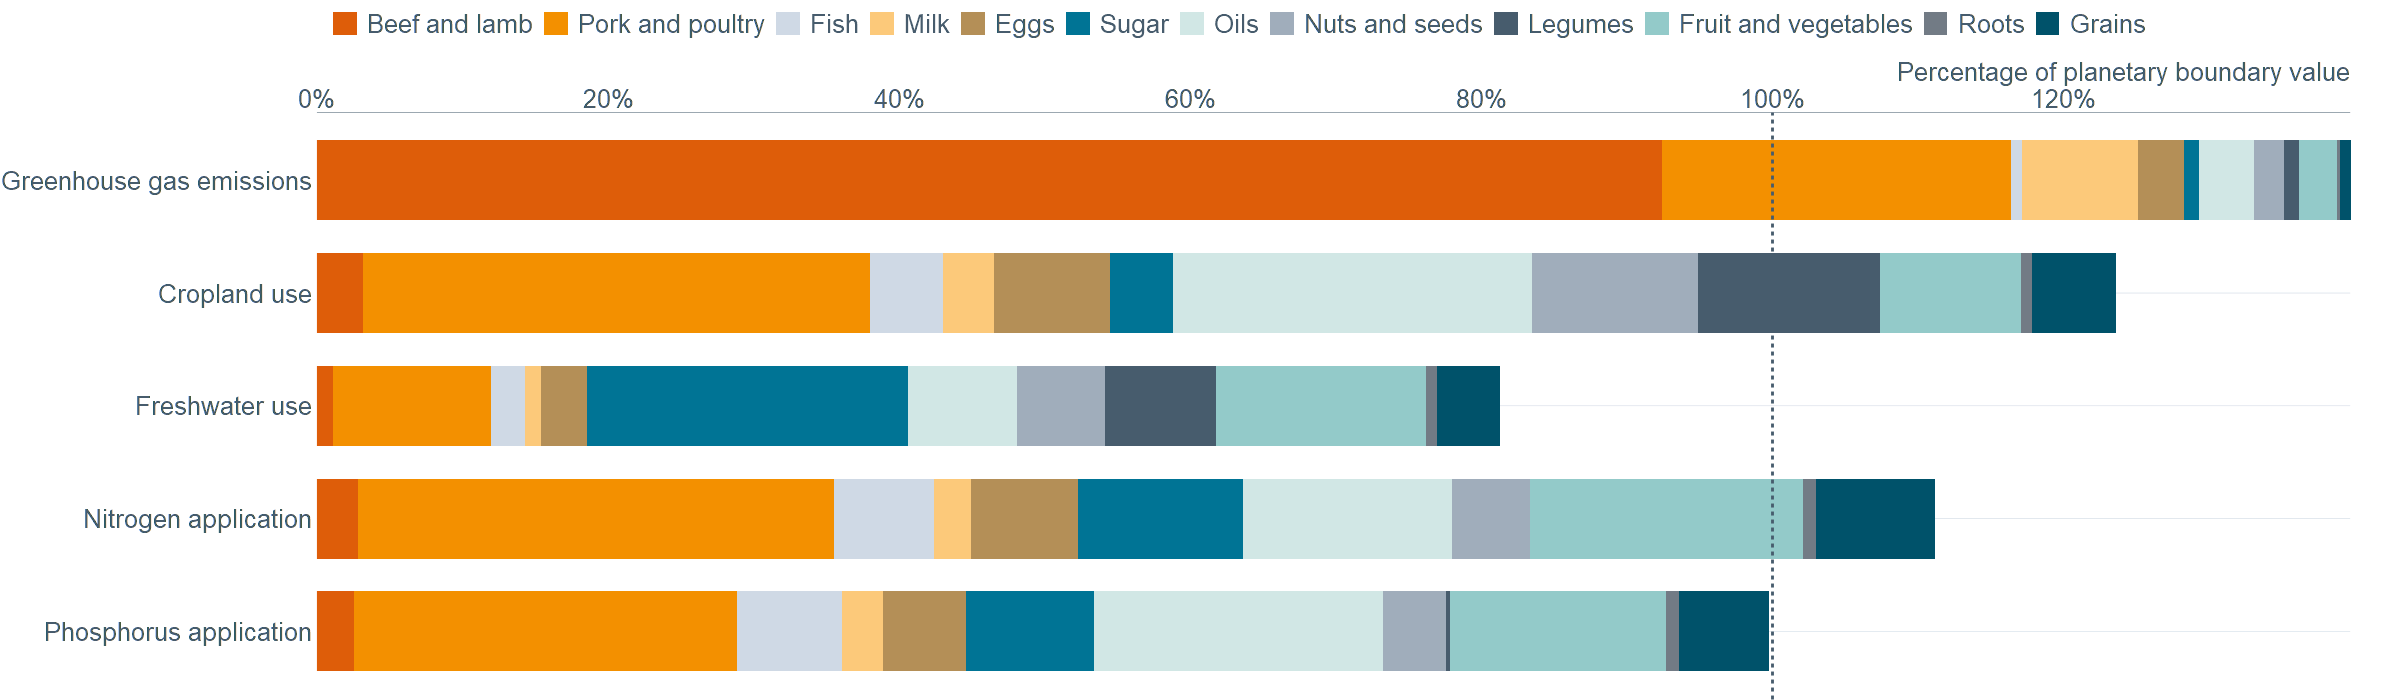 Beef and lamb Pork and poultry Fish Milk Eggs Sugar Oils Nuts and seeds Legumes Fruit and vegetables Roots Grains
Percentage of planetary boundary value
0% 20% 40% 60% 80% 100% 120%
Greenhouse gas emissions
Cropland use
Freshwater use
Nitrogen application
Phosphorus application